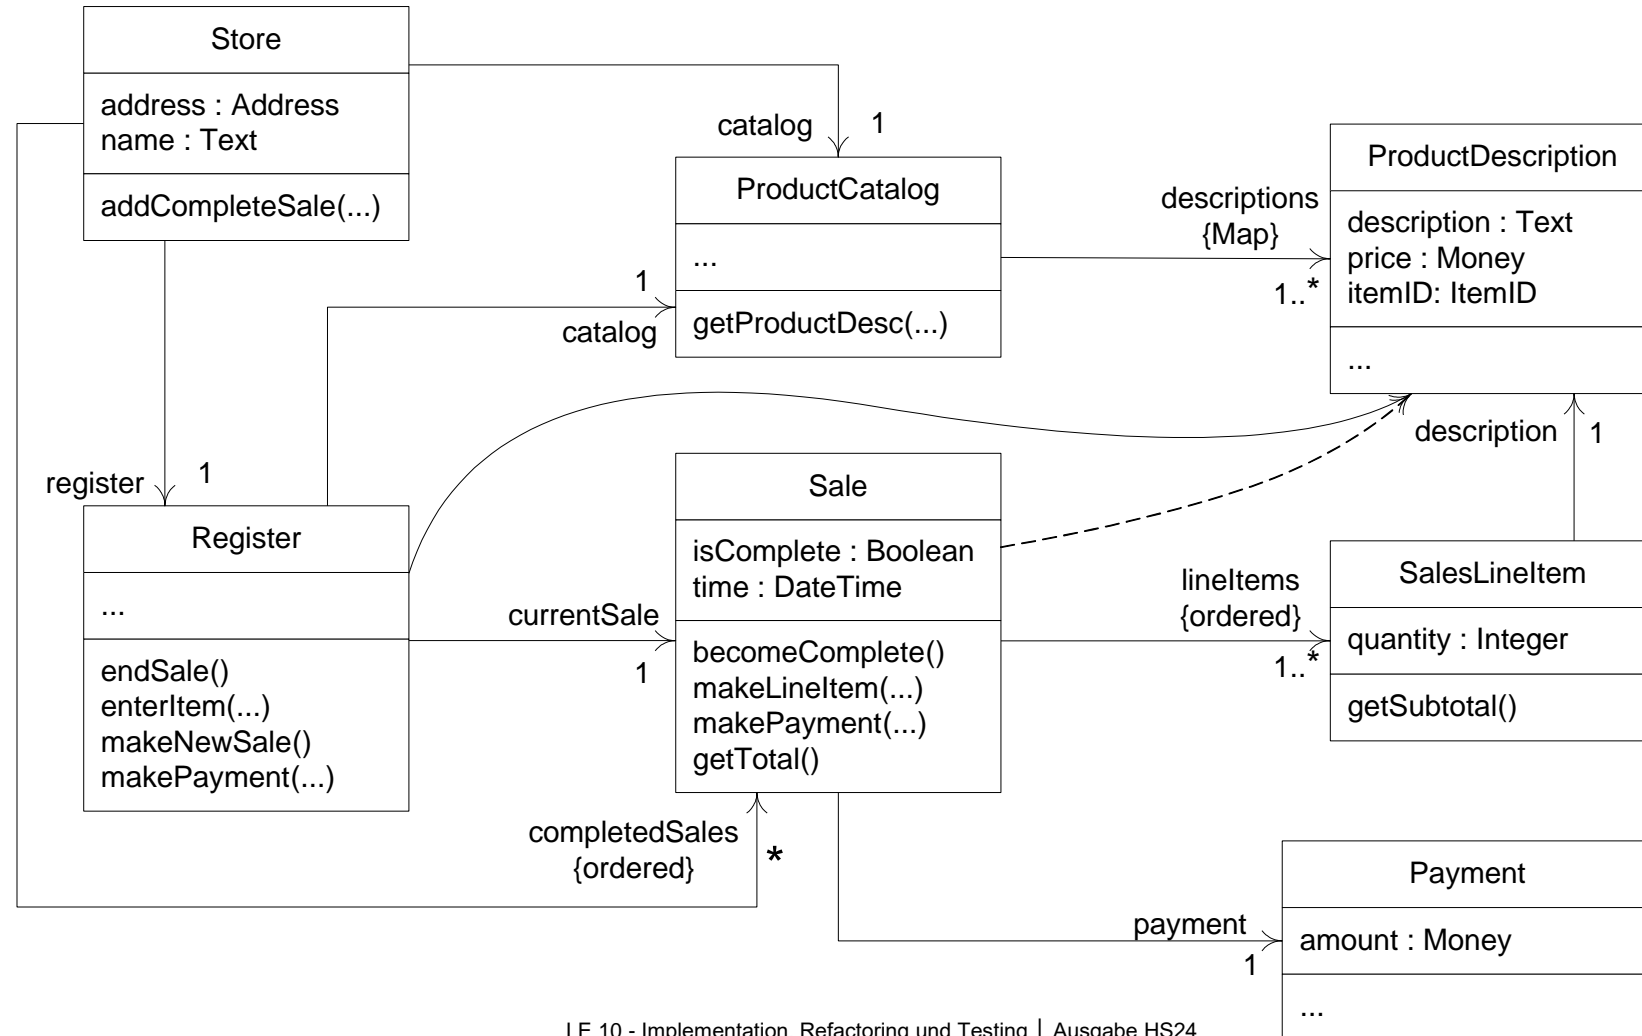 Store
address : Address
name : Text
addCompleteSale(...)
catalog
1
ProductCatalog
...
getProductDesc(...)
descriptions
{Map}
1..*
ProductDescription
description : Text
price : Money
itemID: ItemID
...
1
catalog
register
1
Register
...
endSale()
enterItem(...)
makeNewSale()
makePayment(...)
currentSale
1
Sale
isComplete : Boolean
time : DateTime
becomeComplete()
makeLineItem(...)
makePayment(...)
getTotal()
description
1
lineItems
{ordered}
1..*
SalesLineItem
quantity : Integer
getSubtotal()
completedSales
{ordered}
*
payment
1
Payment
amount : Money
...
LE 10 - Implementation, Refactoring und Testing | Ausgabe HS24